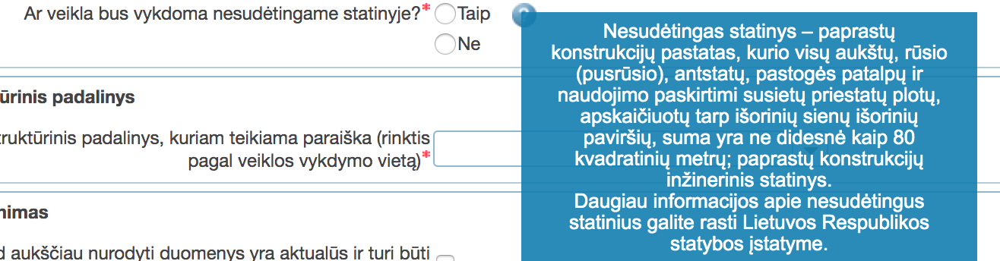 Ar veikla bus vykdoma nesudėtingame statinyje?* Taip
Ne
Nesudėtingas statinys – paprastų
konstrukcijų pastatas, kurio visų aukštų, rūsio
(pusrūsio), antstatų, pastogės patalpų ir
naudojimo paskirtimi susietų priestatų plotų,
apskaičiuotų tarp išorinių sienų išorinių
paviršių, suma yra ne didesnė kaip 80
kvadratinių metrų; paprastų konstrukcijų
inžinerinis statinys.
Daugiau informacijos apie nesudėtingus
statinius galite rasti Lietuvos Respublikos
statybos įstatyme.
ūrinis padalinys
truktūrinis padalinys, kuriam teikiama paraiška (rinktis
pagal veiklos vykdymo vietą)*
nimas
d aukščiau nurodyti duomenys yra aktualūs ir turi būti